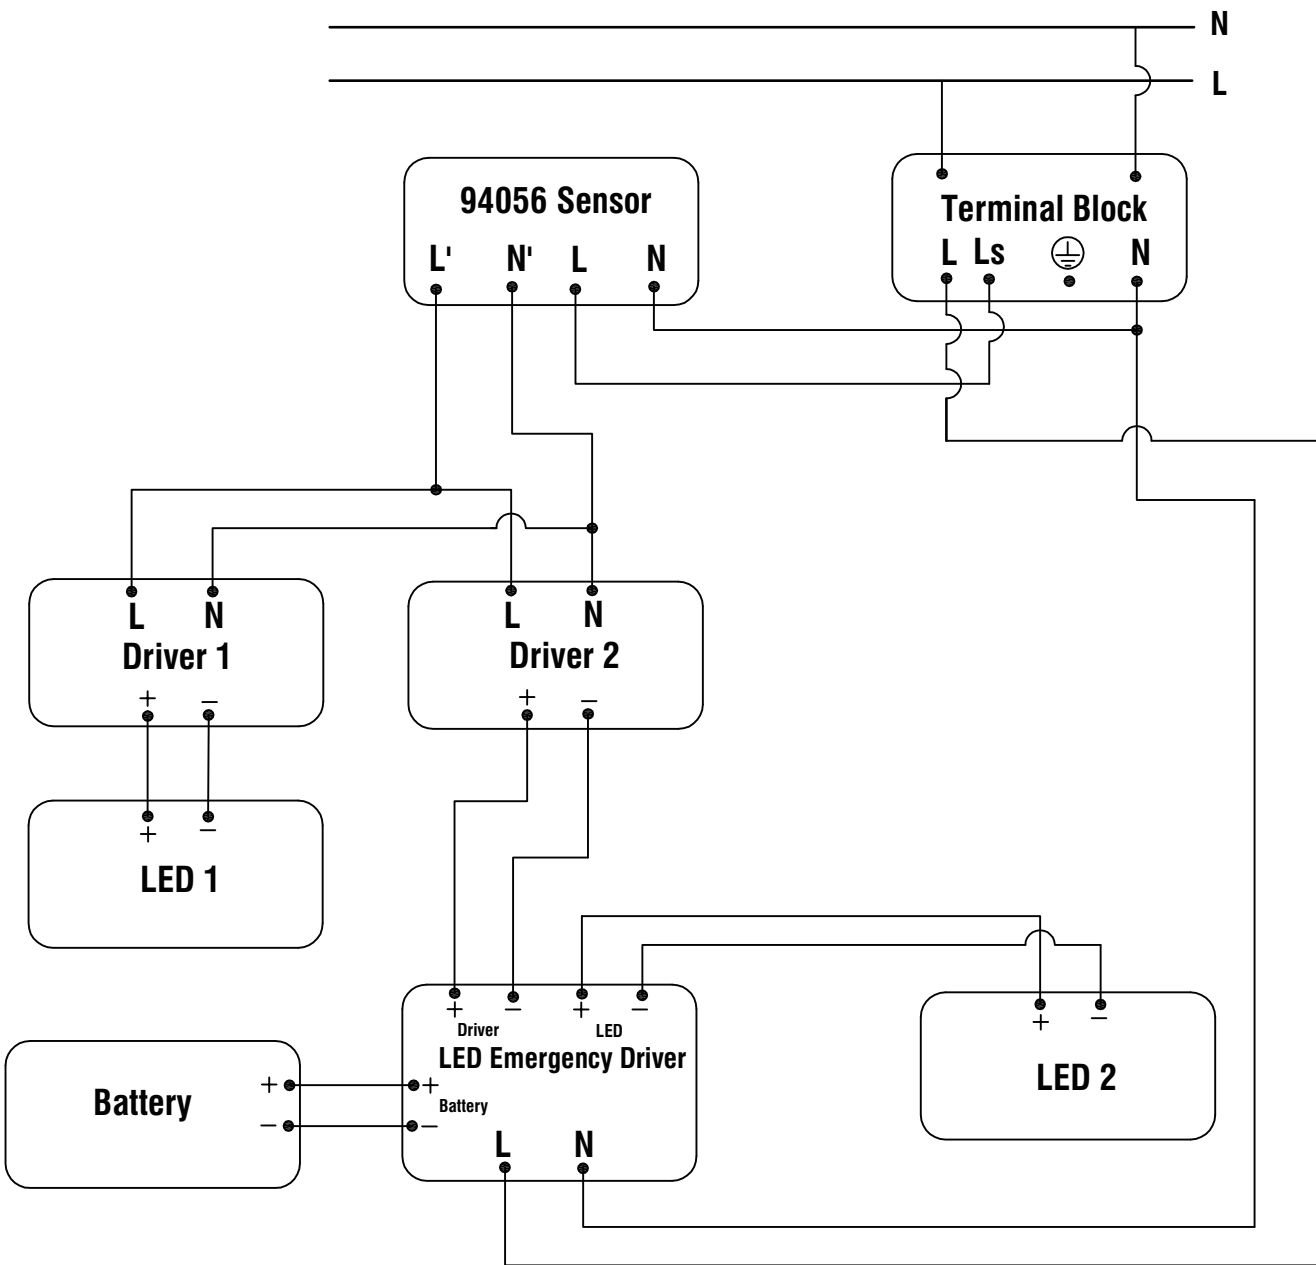 N
L
94056 Sensor
L' N' L N
Terminal Block
L Ls N
L N
Driver 1
+ −
L N
Driver 2
+ −
+ −
LED 1
+ − + −
Driver LED
LED Emergency Driver
+
Battery
−
L N
Battery
+
−
+ −
LED 2